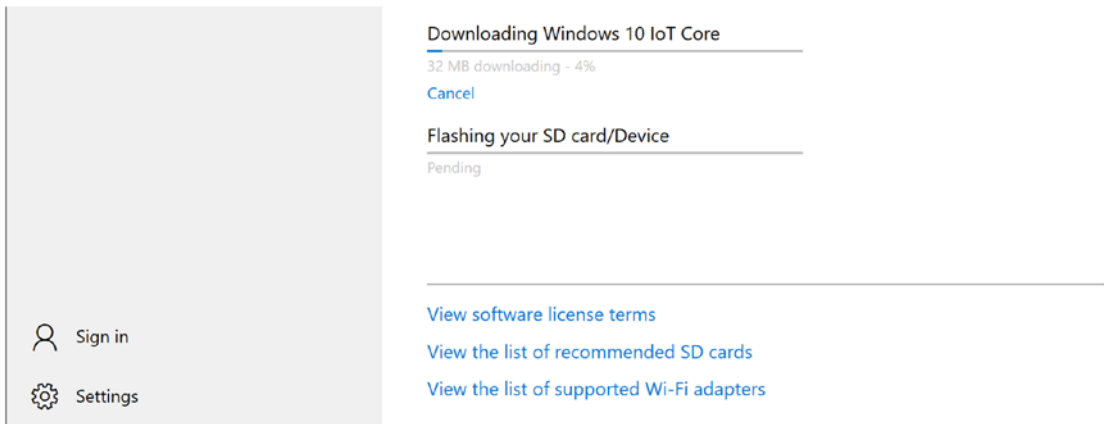 Downloading Windows 10 IoT Core
32 MB downloading - 4%
Cancel
Flashing your SD card/Device
Pending
View software license terms
View the list of recommended SD cards
View the list of supported Wi-Fi adapters
Sign in
Settings